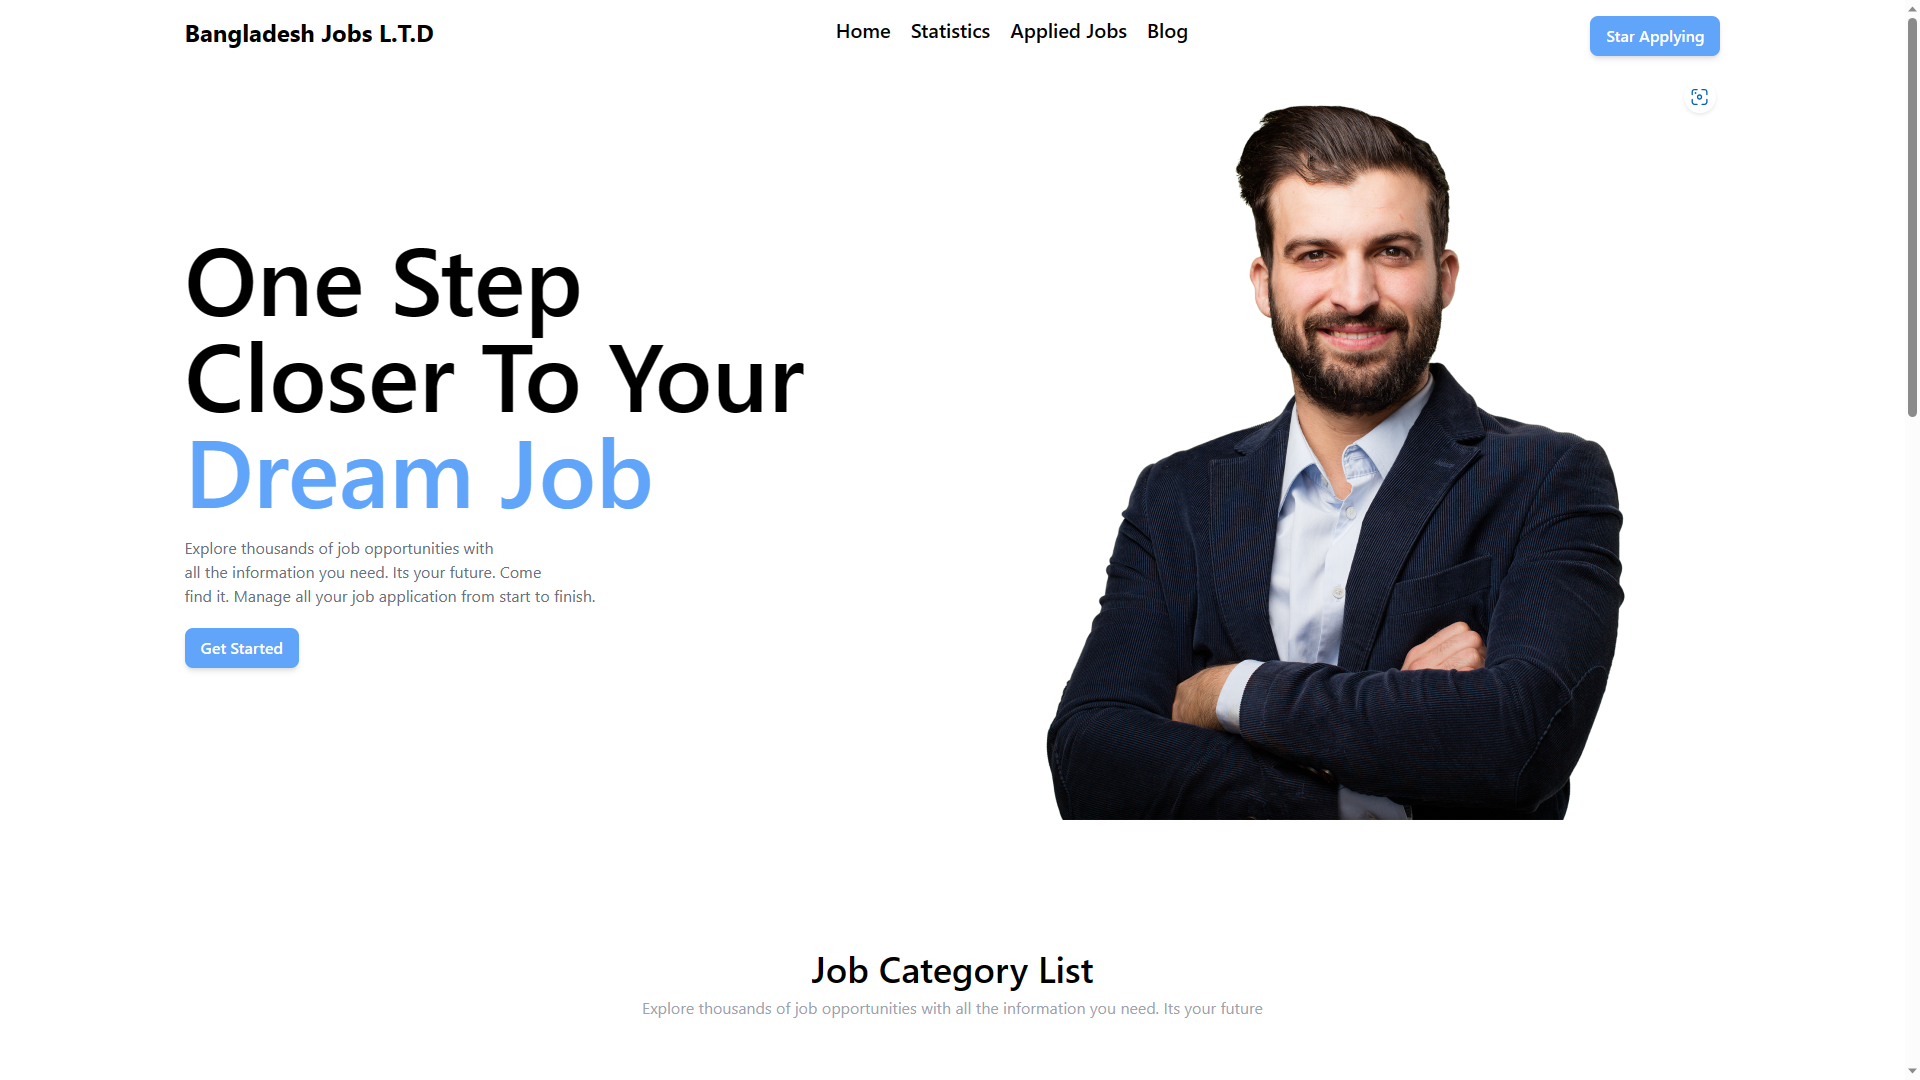 Bangladesh Jobs L.T.D
Home Statistics Applied Jobs Blog
Star Applying
One Step
Closer To Your
Dream Job
Explore thousands of job opportunities with
all the information you need. Its your future. Come
find it. Manage all your job application from start to finish.
Get Started
Job Category List
Explore thousands of job opportunities with all the information you need. Its your future